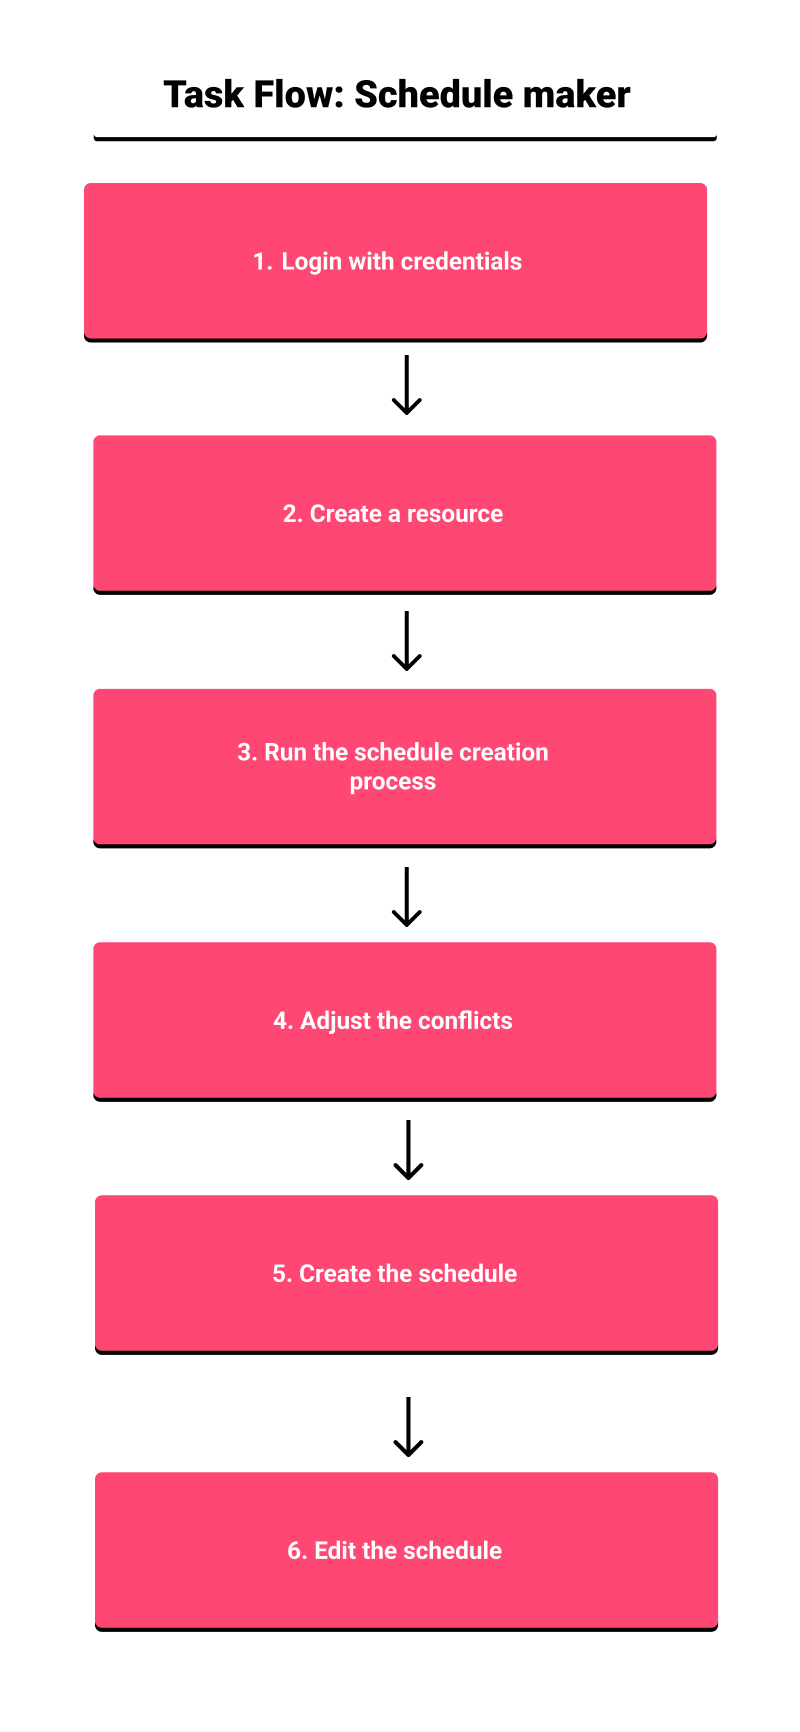 Task Flow: Schedule maker
1. Login with credentials
2. Create a resource
3. Run the schedule creation
process
4. Adjust the conflicts
5. Create the schedule
6. Edit the schedule